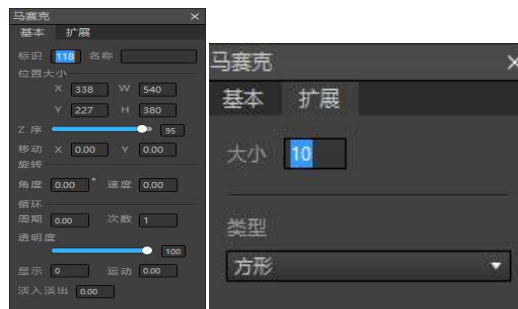 马赛克 ×
基本 扩展
标识 118 名称
位置大小
X 338 W 540
Y 227 H 380
Z 序 95
移动 X 0.00 Y 0.00
旋转
角度 0.00 ° 速度 0.00
循环
周期 0.00 次数 1
透明度
100
显示 0 运动 0.00
淡入淡出 0.00
马赛克 ×
基本 扩展
大小 10
类型
方形